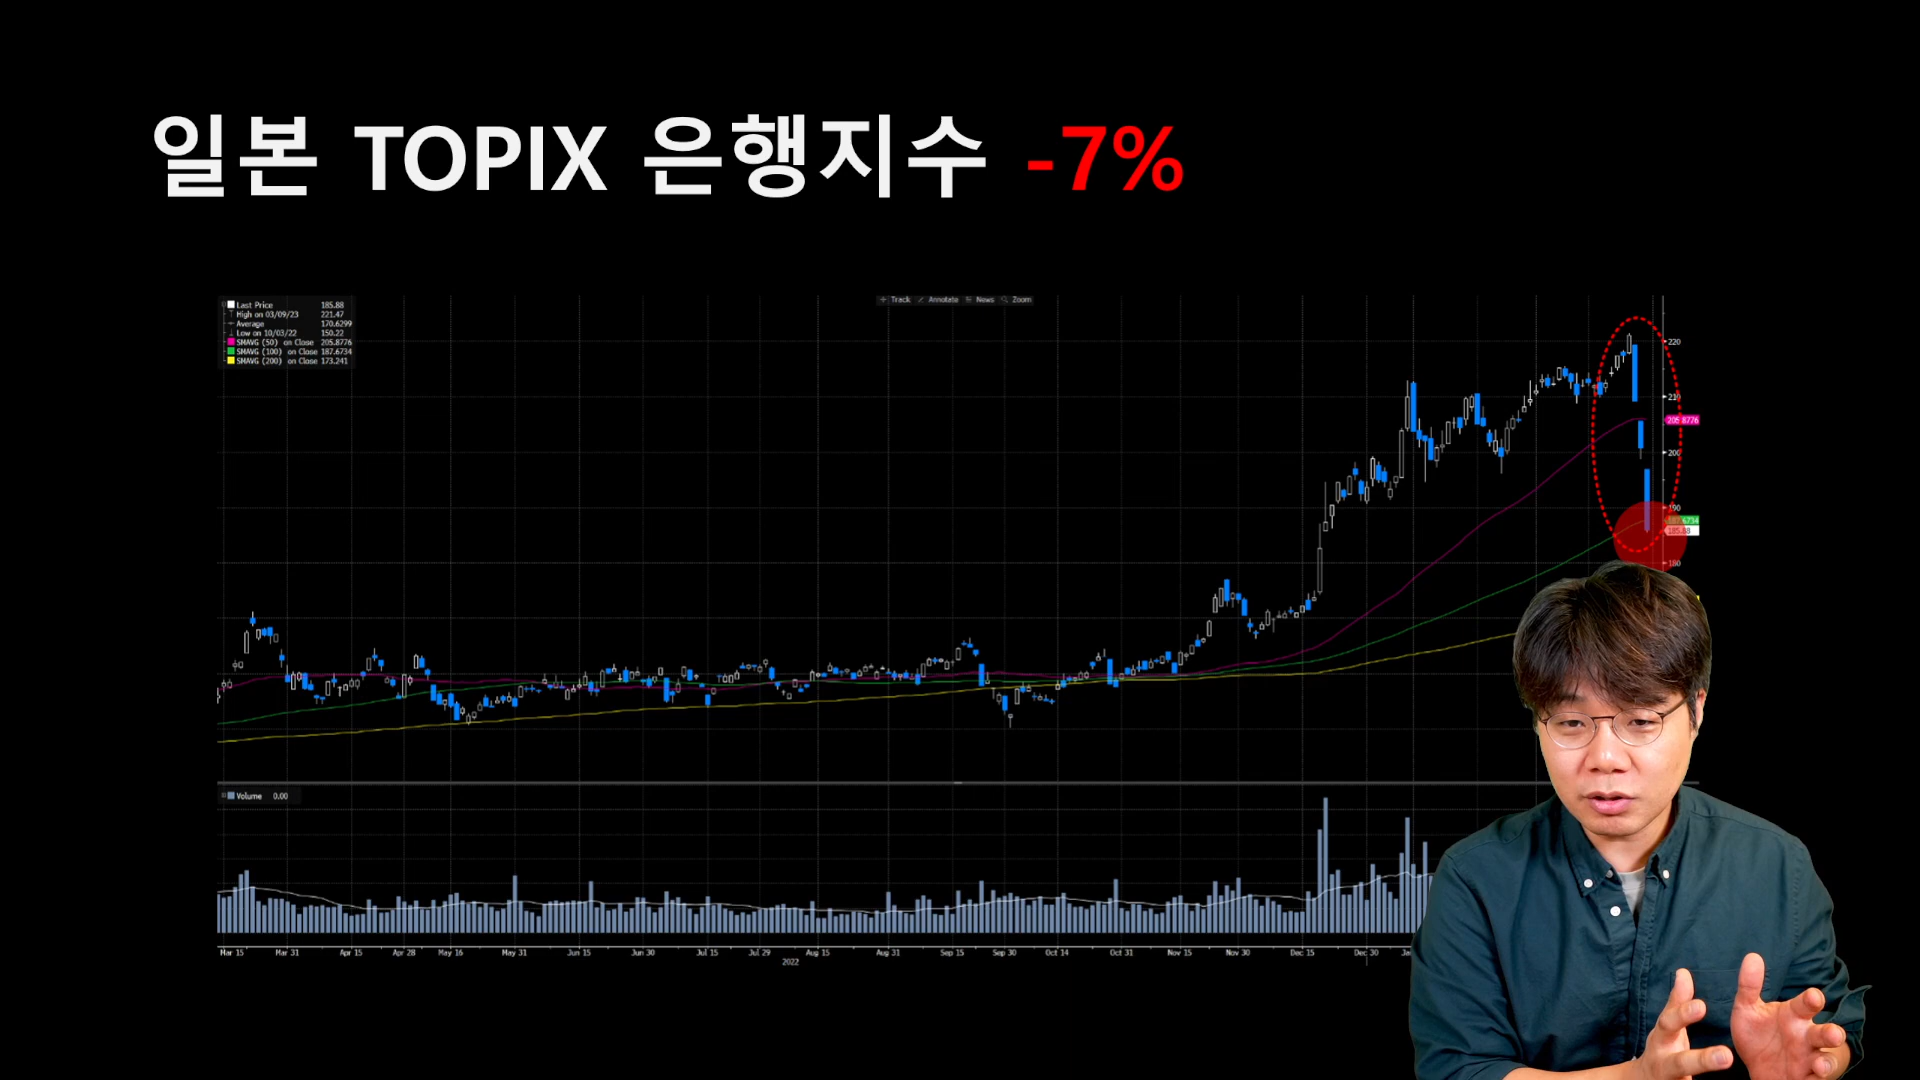 일본 TOPIX 은행지수 -7%
Track Annotate News Zoom
Last Price 185.88
High on 03/09/23 221.47
Average 170.6299
Low on 10/03/22 150.22
SMAVG (50) on Close 205.8776
SMAVG (100) on Close 187.6734
SMAVG (200) on Close 173.241
220
210
205.8776
200
190
187.6734
185.88
180
Volume 0.00
Mar 15 Mar 31 Apr 15 Apr 28 May 16 May 31 Jun 15 Jun 30 Jul 15 Jul 29 Aug 15 Aug 31 Sep 15 Sep 30 Oct 14 Oct 31 Nov 15 Nov 30 Dec 15 Dec 30
2022